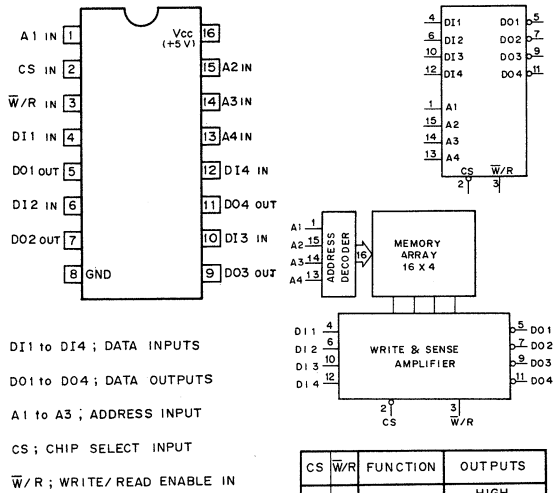 A1 IN 1
Vcc 16
(+5 V)
CS IN 2
15 A2 IN
W̅/R IN 3
14 A3 IN
DI1 IN 4
13 A4 IN
DO1 OUT 5
12 DI4 IN
DI2 IN 6
11 DO4 OUT
DO2 OUT 7
10 DI3 IN
8 GND
9 DO3 OUT
4 DI1 DO1 5
6 DI2 DO2 7
10 DI3 DO3 9
12 DI4 DO4 11
1 A1
15 A2
14 A3
13 A4
CS W̅/R
2 3
A1 1
A2 15
A3 14
A4 13
ADDRESS
DECODER
16
MEMORY
ARRAY
16 X 4
DI1 4
DI2 6
DI3 10
DI4 12
WRITE & SENSE
AMPLIFIER
5 DO1
7 DO2
9 DO3
11 DO4
2 3
CS W̅/R
DI1 to DI4 ; DATA INPUTS
DO1 to DO4 ; DATA OUTPUTS
A1 to A3 ; ADDRESS INPUT
CS ; CHIP SELECT INPUT
W̅/R ; WRITE/READ ENABLE IN
CS W̅/R FUNCTION OUTPUTS
HIGH